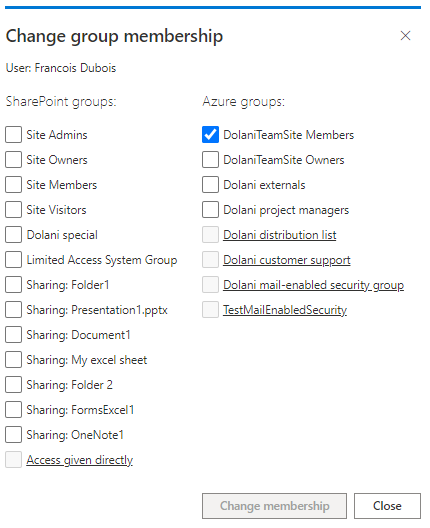 Change group membership
User: Francois Dubois
SharePoint groups:
Site Admins
Site Owners
Site Members
Site Visitors
Dolani special
Limited Access System Group
Sharing: Folder1
Sharing: Presentation1.pptx
Sharing: Document1
Sharing: My excel sheet
Sharing: Folder 2
Sharing: FormsExcel1
Sharing: OneNote1
Access given directly
Azure groups:
DolaniTeamSite Members
DolaniTeamSite Owners
Dolani externals
Dolani project managers
Dolani distribution list
Dolani customer support
Dolani mail-enabled security group
TestMailEnabledSecurity
Change membership
Close